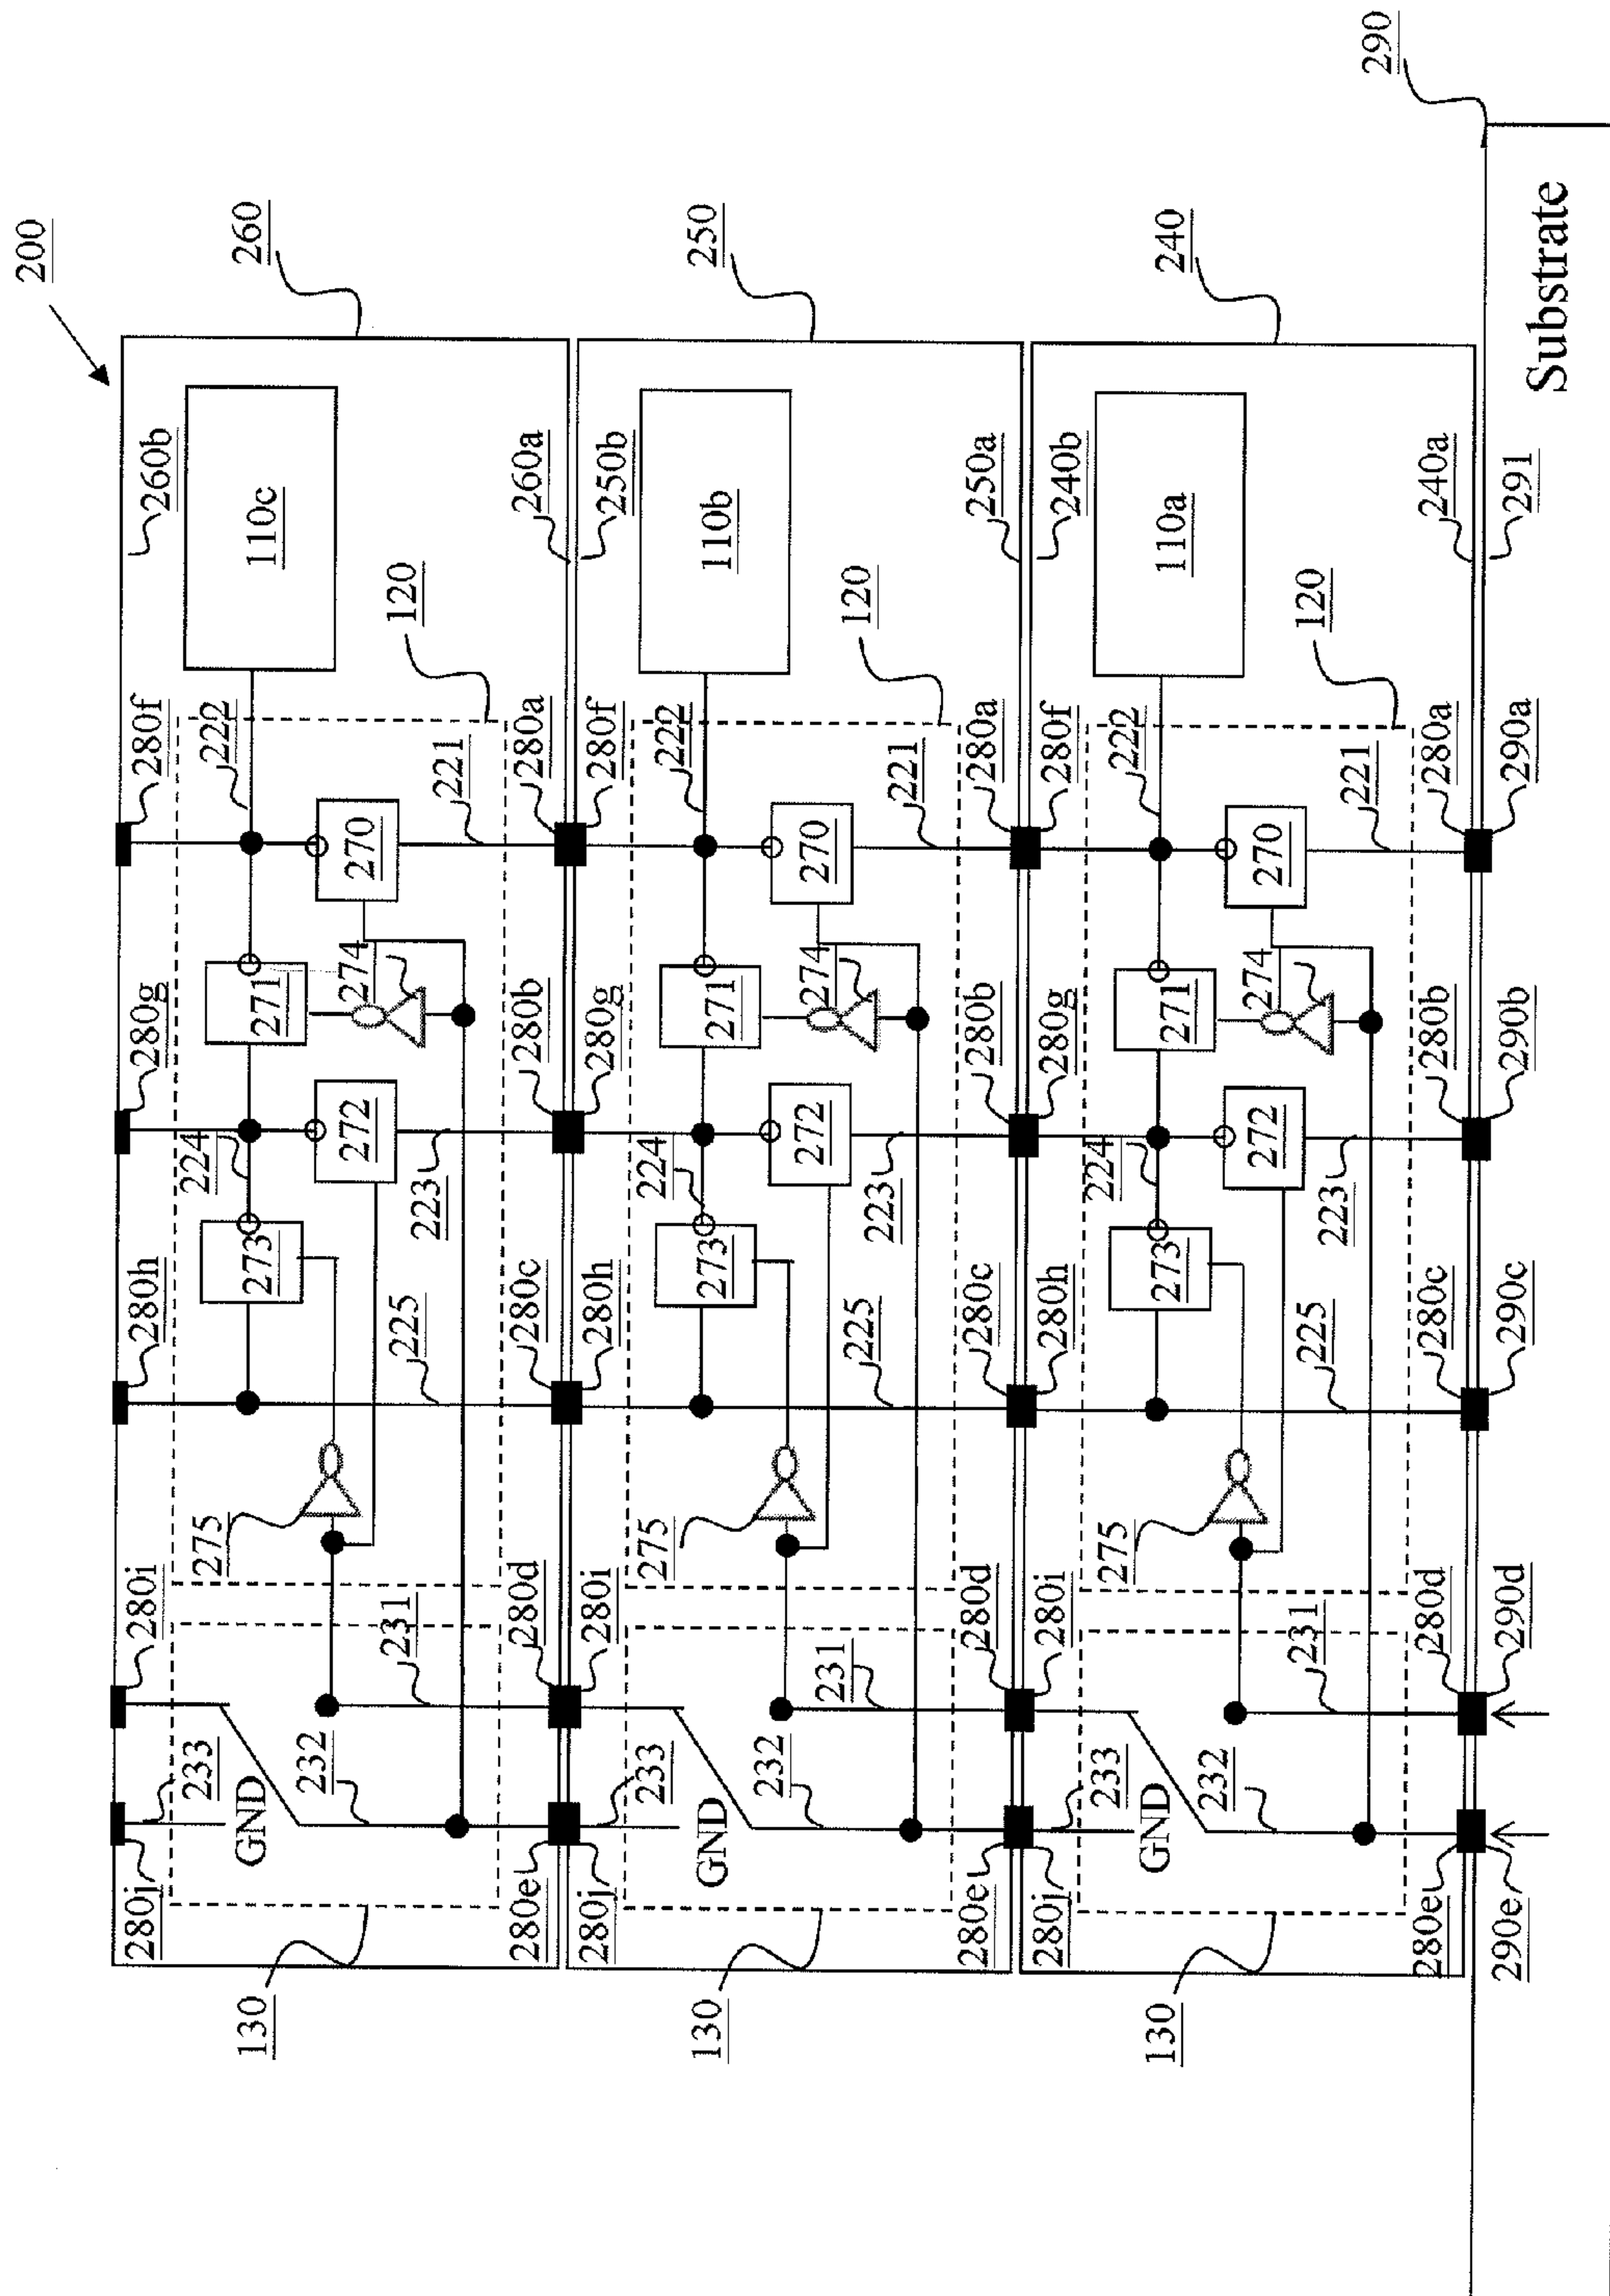 200
290
260
250
240
260b
110c
260a
250b
110b
250a
240b
110a
240a
291
Substrate
120
120
120
280f
222
221
280a
280f
222
221
280a
280f
222
221
280a
290a
270
270
270
280g
271
274
280b
280g
271
274
280b
280g
271
274
280b
290b
224
272
223
224
272
223
224
272
223
280h
273
225
280c
280h
273
225
280c
280h
273
225
280c
290c
275
275
275
280i
231
280d
280i
231
280d
280i
231
280d
290d
233
GND
232
233
GND
232
233
GND
232
280j
280e
280j
280e
280j
280e
290e
130
130
130